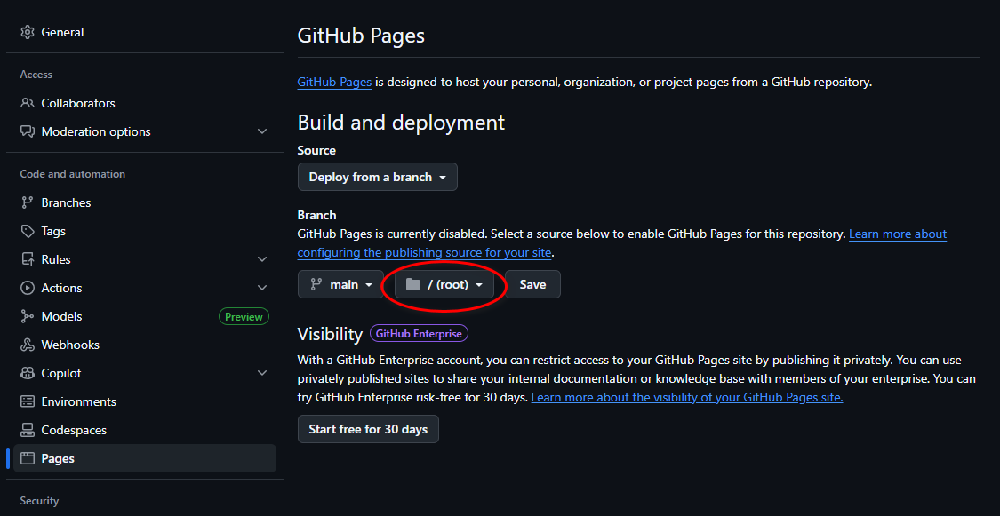 General
Access
Collaborators
Moderation options
Code and automation
Branches
Tags
Rules
Actions
Models Preview
Webhooks
Copilot
Environments
Codespaces
Pages
Security
GitHub Pages
GitHub Pages is designed to host your personal, organization, or project pages from a GitHub repository.
Build and deployment
Source
Deploy from a branch
Branch
GitHub Pages is currently disabled. Select a source below to enable GitHub Pages for this repository. Learn more about
configuring the publishing source for your site.
main / (root) Save
Visibility GitHub Enterprise
With a GitHub Enterprise account, you can restrict access to your GitHub Pages site by publishing it privately. You can use
privately published sites to share your internal documentation or knowledge base with members of your enterprise. You can
try GitHub Enterprise risk-free for 30 days. Learn more about the visibility of your GitHub Pages site.
Start free for 30 days